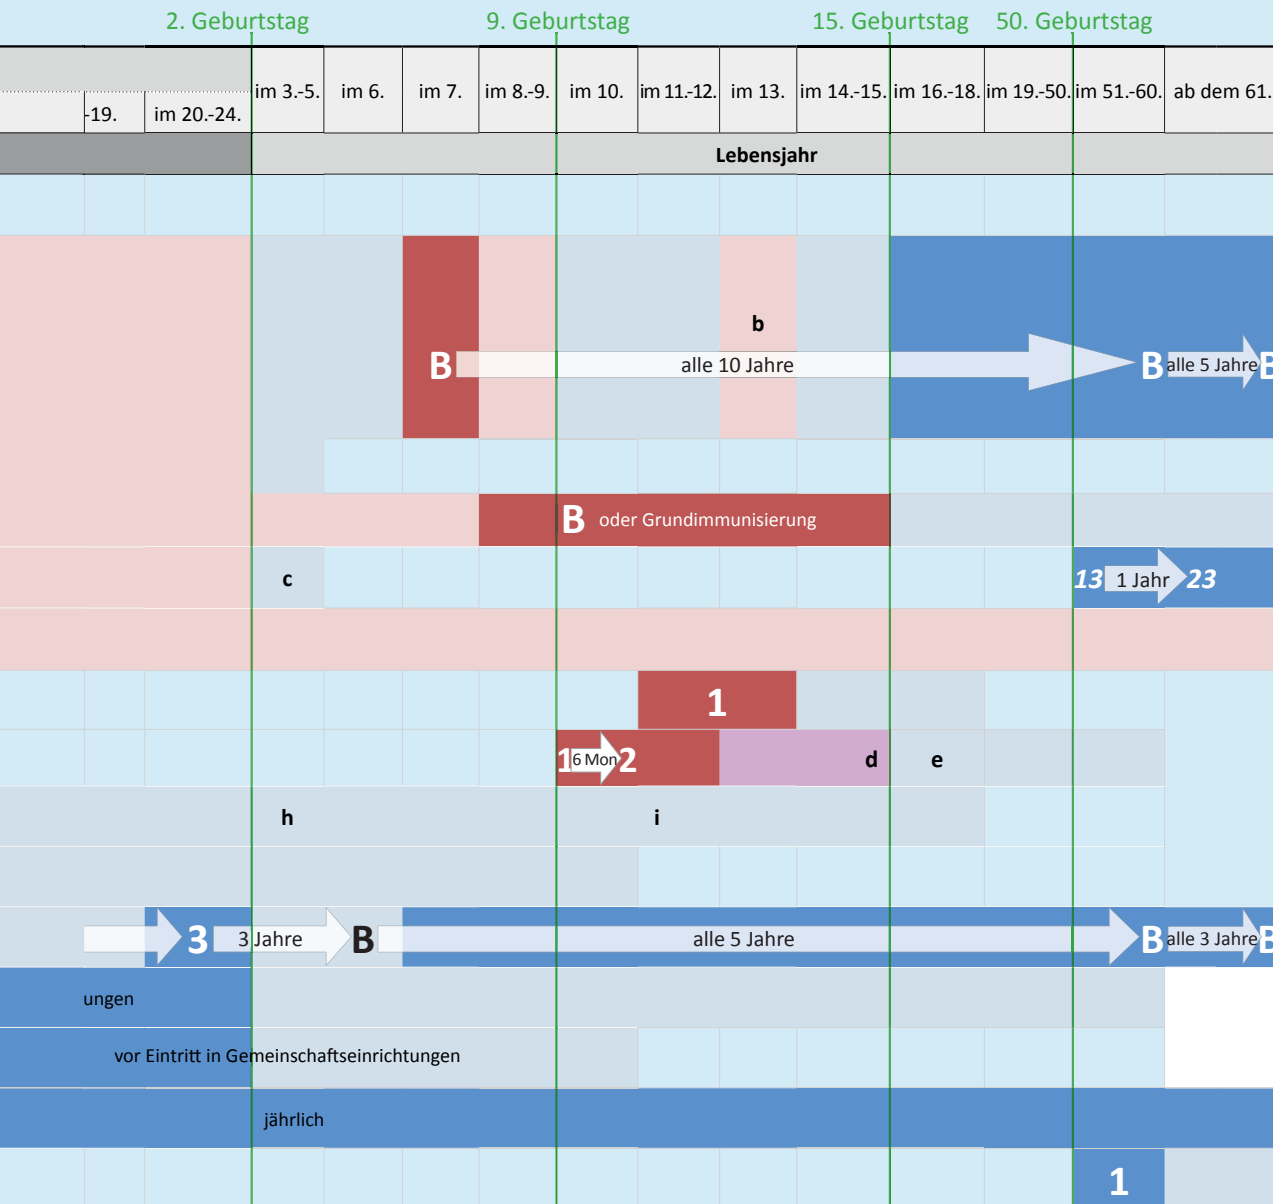 2. Geburtstag 9. Geburtstag 15. Geburtstag 50. Geburtstag
im 3.-5. im 6. im 7. im 8.-9. im 10. im 11.-12. im 13. im 14.-15. im 16.-18. im 19.-50. im 51.-60. ab dem 61.
-19. im 20.-24.
Lebensjahr
b
B alle 10 Jahre B alle 5 Jahre B
B oder Grundimmunisierung
c 13 1 Jahr 23
1
1 6 Mon 2 d e
h i
3 3 Jahre B alle 5 Jahre B alle 3 Jahre B
ungen
vor Eintritt in Gemeinschaftseinrichtungen
jährlich
1